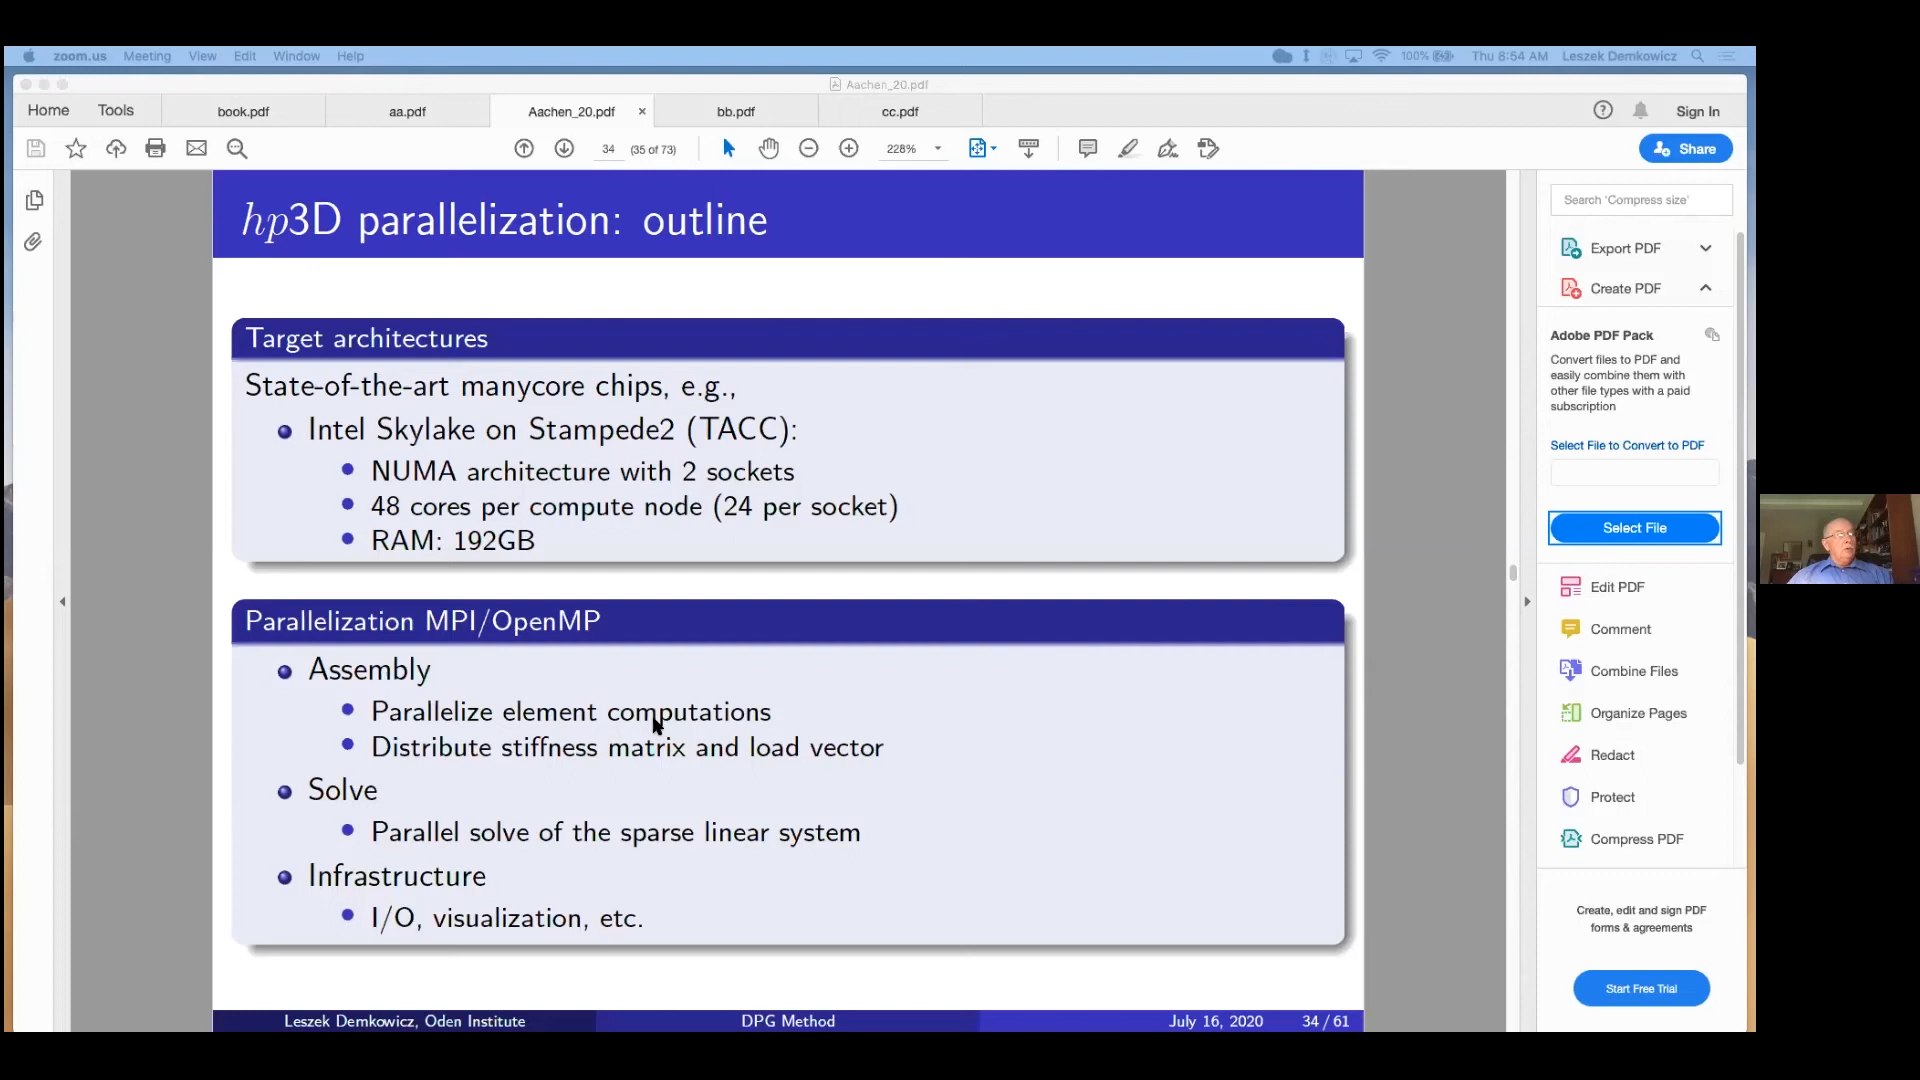 zoom.us Meeting View Edit Window Help 100% Thu 8:54 AM Leszek Demkowicz
Aachen_20.pdf
Home Tools book.pdf aa.pdf Aachen_20.pdf × bb.pdf cc.pdf ? Sign In
34 (35 of 73) 228% Share
hp3D parallelization: outline
Target architectures
State-of-the-art manycore chips, e.g.,
Intel Skylake on Stampede2 (TACC):
NUMA architecture with 2 sockets
48 cores per compute node (24 per socket)
RAM: 192GB
Parallelization MPI/OpenMP
Assembly
Parallelize element computations
Distribute stiffness matrix and load vector
Solve
Parallel solve of the sparse linear system
Infrastructure
I/O, visualization, etc.
Leszek Demkowicz, Oden Institute DPG Method July 16, 2020 34 / 61
Search 'Compress size'
Export PDF
Create PDF
Adobe PDF Pack
Convert files to PDF and
easily combine them with
other file types with a paid
subscription
Select File to Convert to PDF
Select File
Edit PDF
Comment
Combine Files
Organize Pages
Redact
Protect
Compress PDF
Create, edit and sign PDF
forms & agreements
Start Free Trial